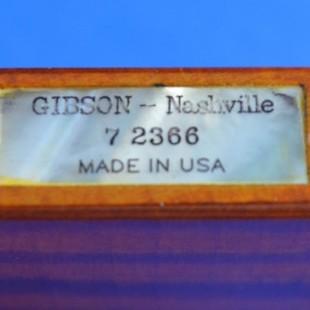 GIBSON -- Nashville
7 2366
MADE IN USA